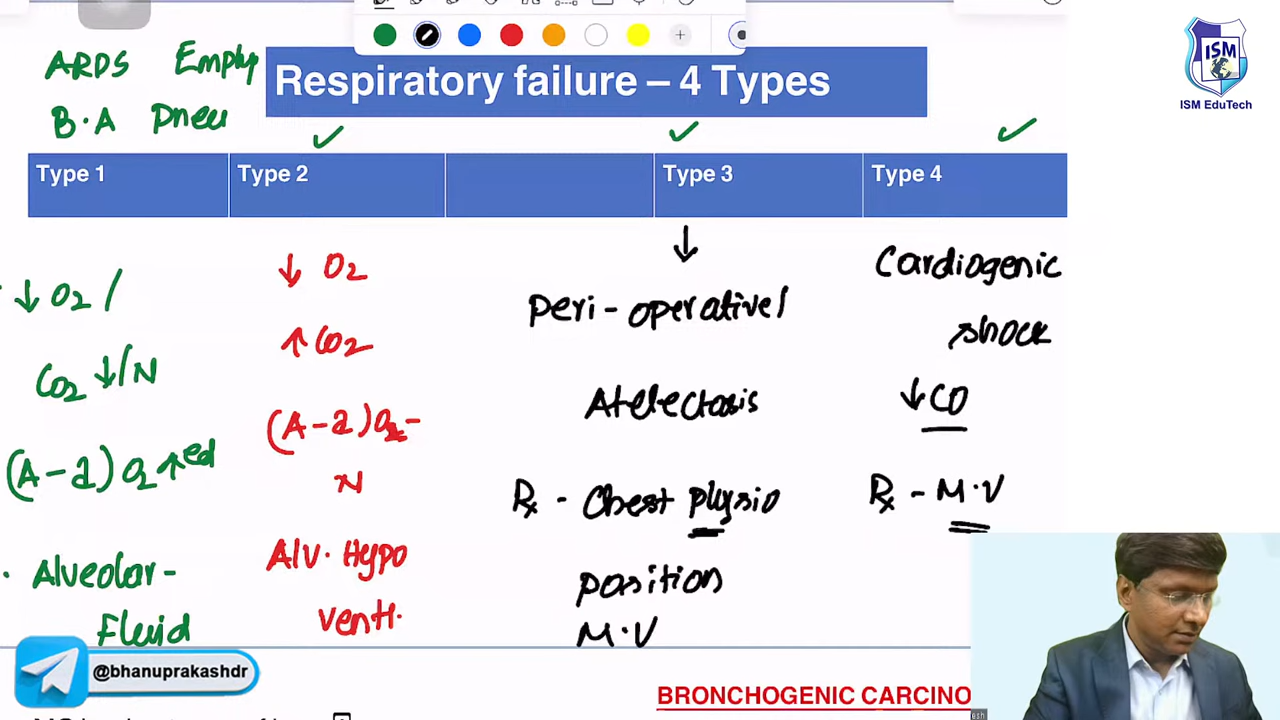 ISM
ISM EduTech
ARDS Emphy
B.A Pneu
Respiratory failure – 4 Types
Type 1
Type 2
Type 3
Type 4
↓ O2 /
CO2 ↓/N
(A-a) O2 ↑ed
Alveolar-
Fluid
↓ O2
↑ CO2
(A-a) O2 -
N
Alv. Hypo
Venti.
↓
Peri-operative
Atelectasis
Rx - Chest physio
position
M.V
Cardiogenic
shock
↓ CO
Rx - M.V
@bhanuprakashdr
BRONCHOGENIC CARCINO